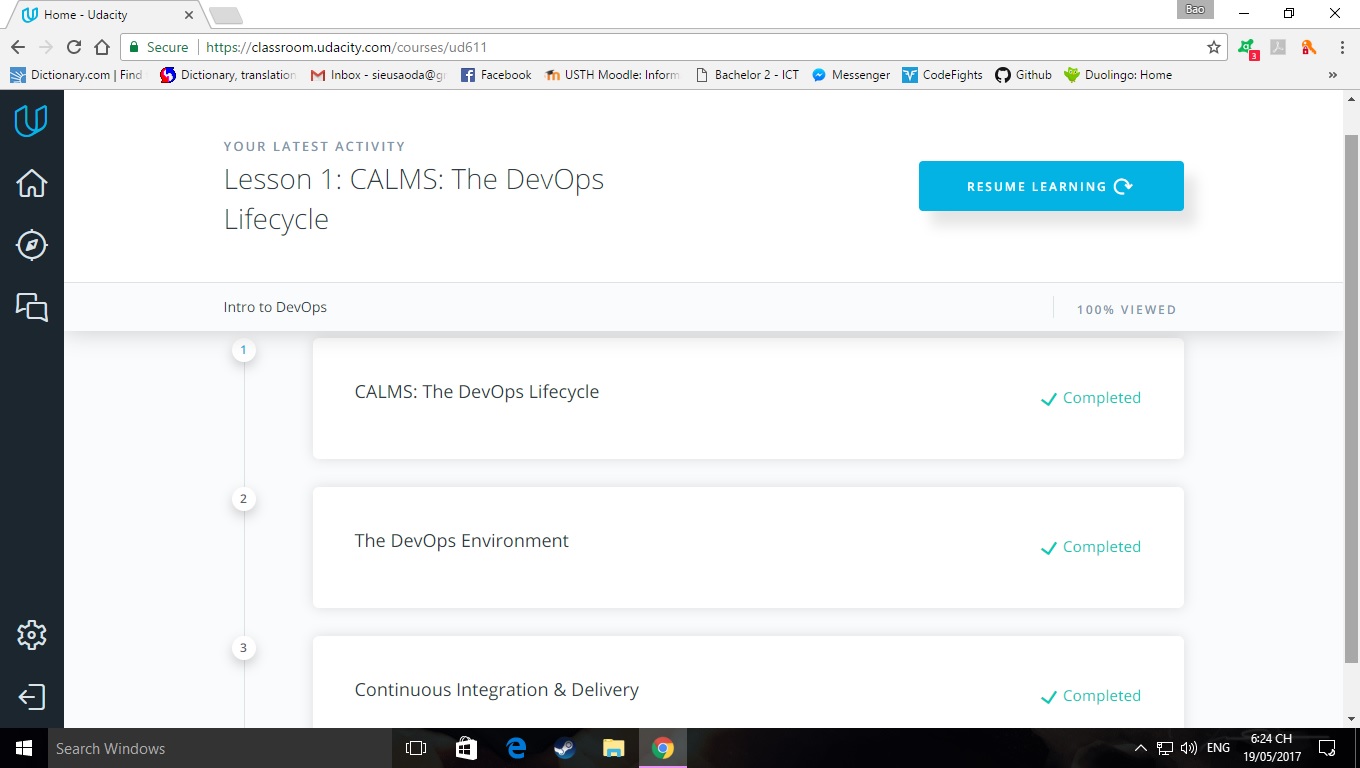 Home - Udacity
Bao
Secure https://classroom.udacity.com/courses/ud611
3
Dictionary.com | Find Dictionary, translation Inbox - sieusaoda@g Facebook USTH Moodle: Inform Bachelor 2 - ICT Messenger CodeFights Github Duolingo: Home »
YOUR LATEST ACTIVITY
Lesson 1: CALMS: The DevOps
Lifecycle
RESUME LEARNING
Intro to DevOps
100% VIEWED
1
CALMS: The DevOps Lifecycle
Completed
2
The DevOps Environment
Completed
3
Continuous Integration & Delivery
Completed
Search Windows
ENG
6:24 CH
19/05/2017